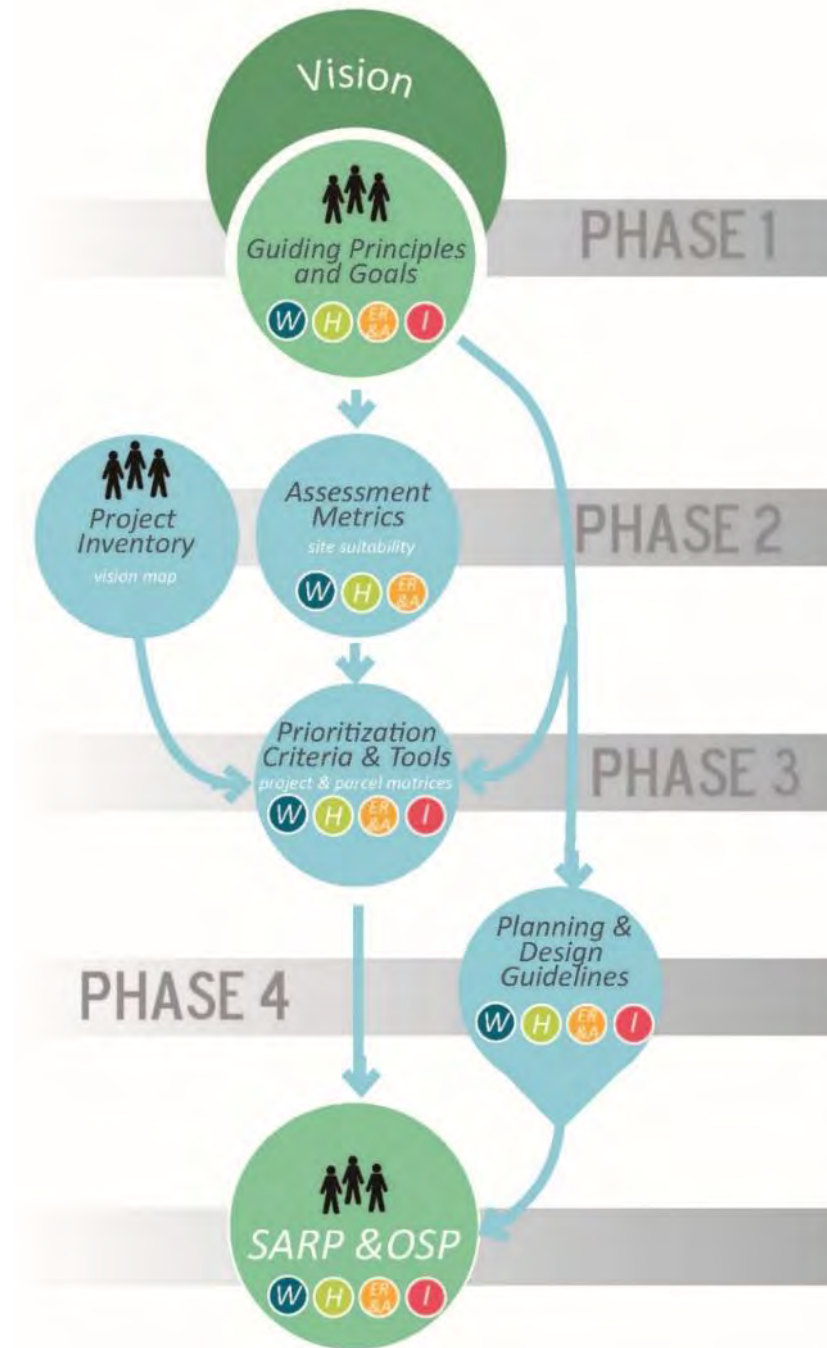 Vision
Guiding Principles
and Goals
W H ER &A I
PHASE 1
Project
Inventory
vision map
Assessment
Metrics
site suitability
W H ER &A
PHASE 2
Prioritization
Criteria & Tools
project & parcel matrices
W H ER &A I
PHASE 3
Planning &
Design
Guidelines
W H ER &A I
PHASE 4
SARP &OSP
W H ER &A I